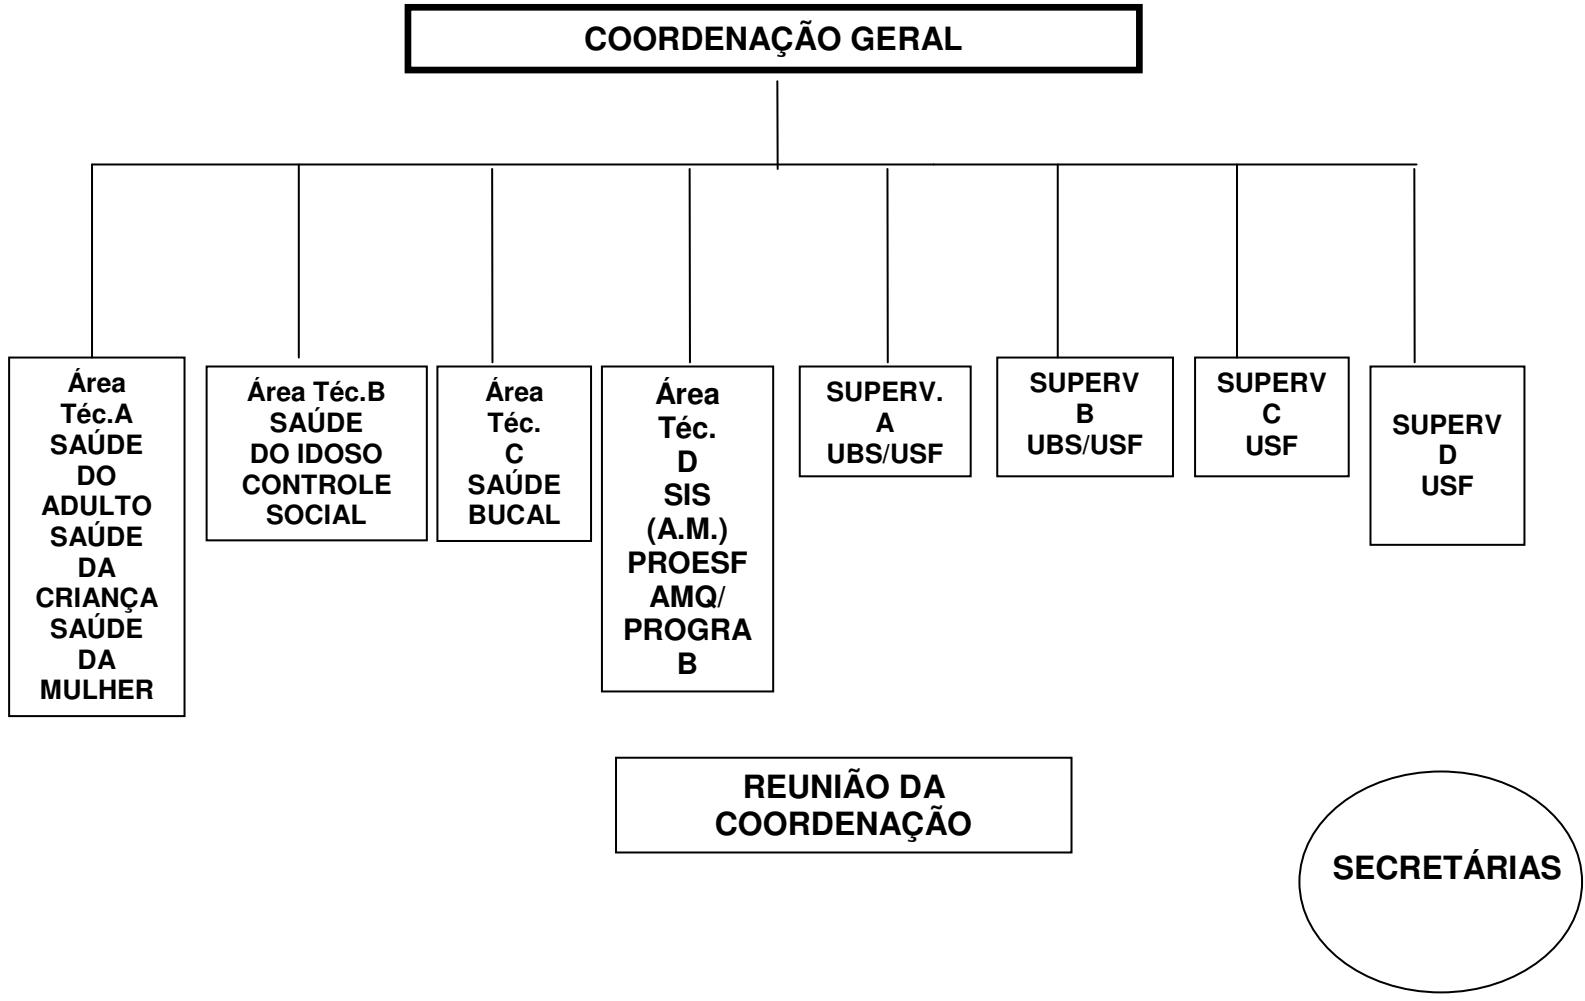 COORDENAÇÃO GERAL
Área
Téc.A
SAÚDE
DO
ADULTO
SAÚDE
DA
CRIANÇA
SAÚDE
DA
MULHER
Área Téc.B
SAÚDE
DO IDOSO
CONTROLE
SOCIAL
Área
Téc.
C
SAÚDE
BUCAL
Área
Téc.
D
SIS
(A.M.)
PROESF
AMQ/
PROGRA
B
SUPERV.
A
UBS/USF
SUPERV
B
UBS/USF
SUPERV
C
USF
SUPERV
D
USF
REUNIÃO DA
COORDENAÇÃO
SECRETÁRIAS